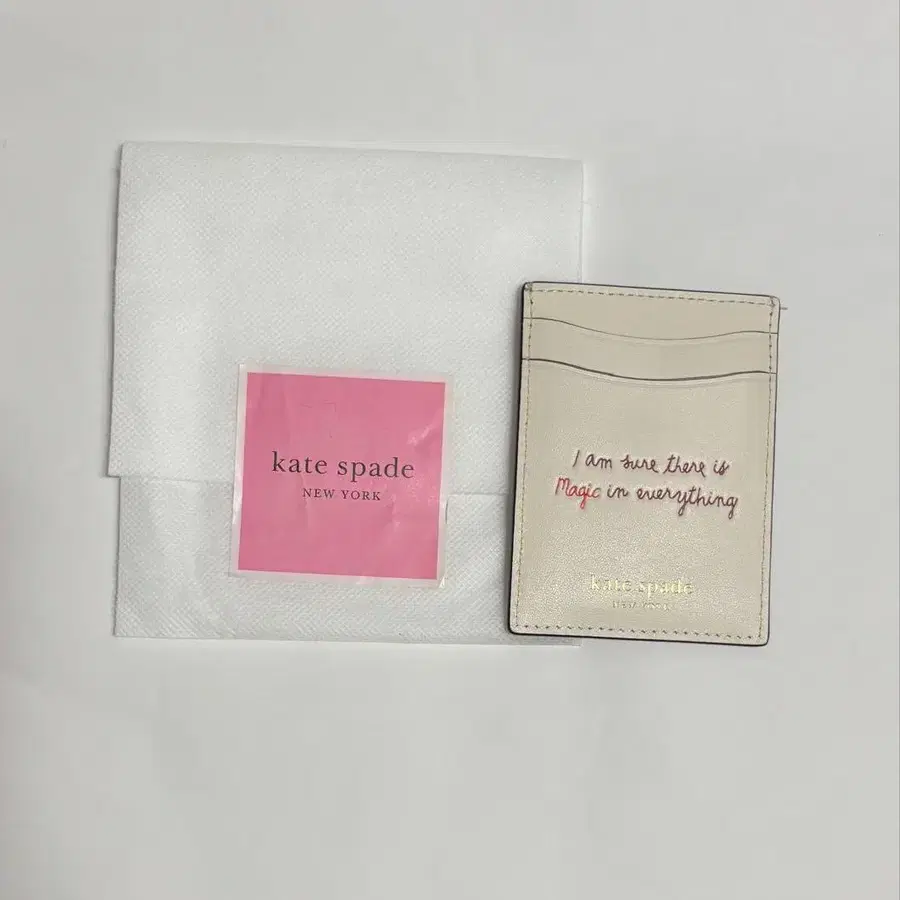 kate spade
NEW YORK
I am sure there is
Magic in everything
kate spade
NEW YORK